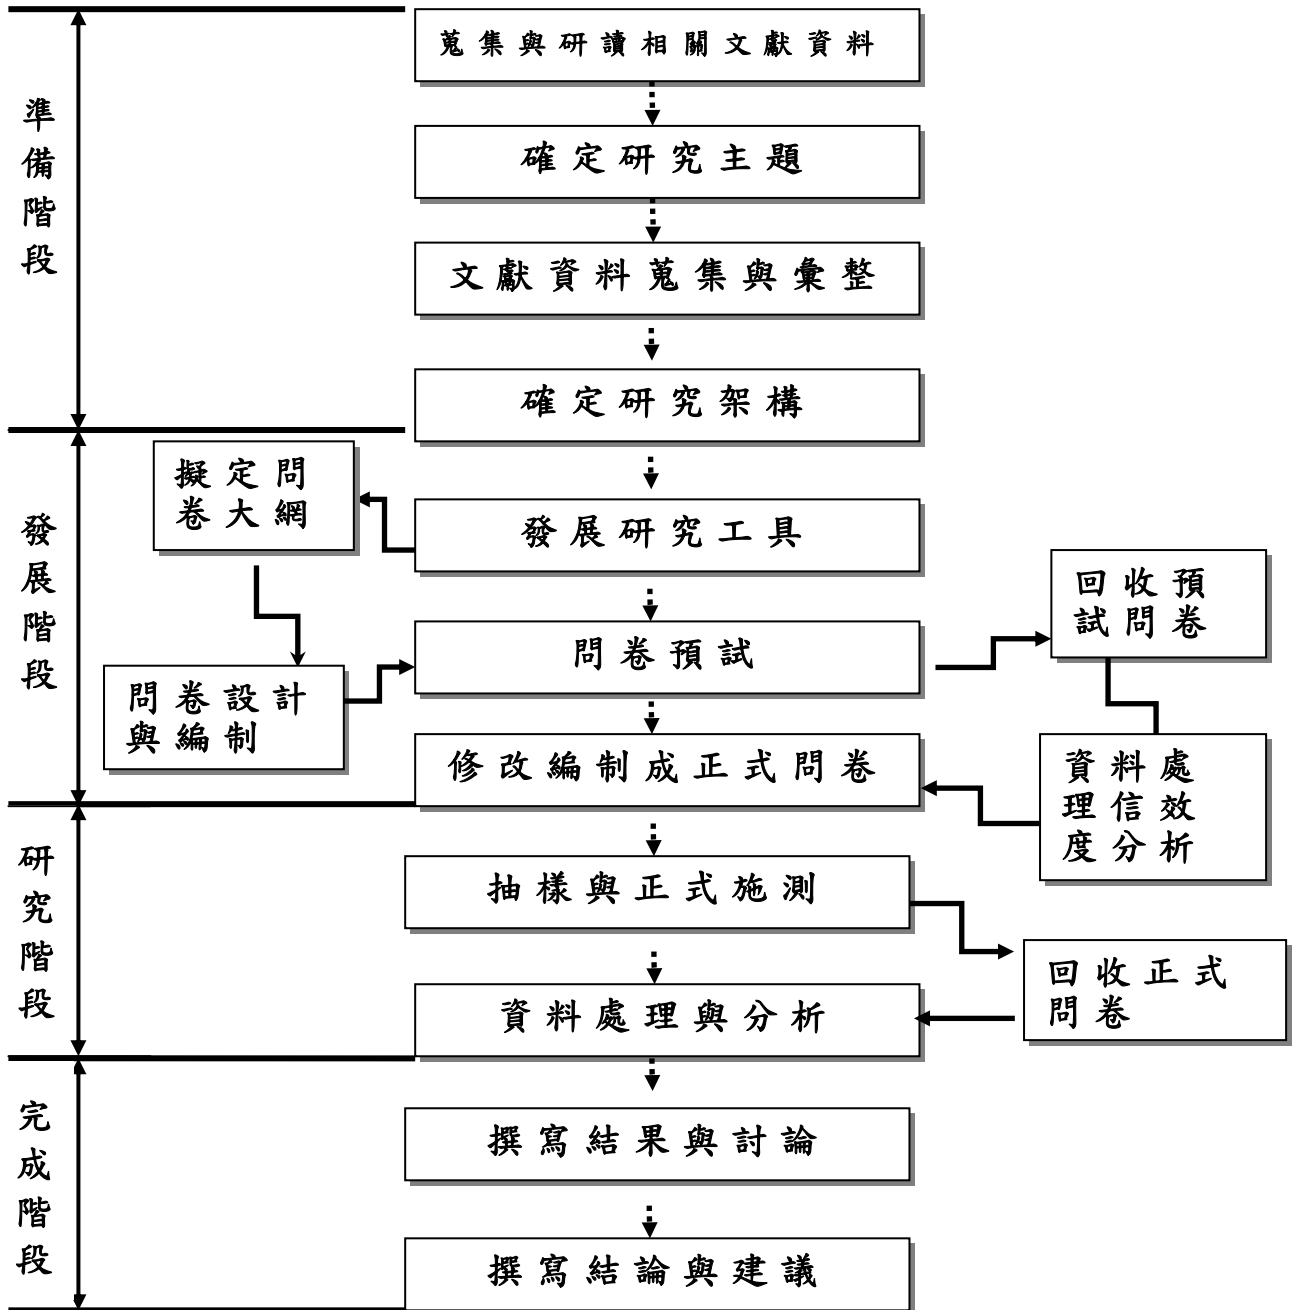 準備階段
蒐集與研讀相關文獻資料
確定研究主題
文獻資料蒐集與彙整
確定研究架構
發展階段
擬定問
卷大網
發展研究工具
回收預
試問卷
問卷預試
問卷設計
與編制
修改編制成正式問卷
資料處
理信效
度分析
研究階段
抽樣與正式施測
回收正式
問卷
資料處理與分析
完成階段
撰寫結果與討論
撰寫結論與建議